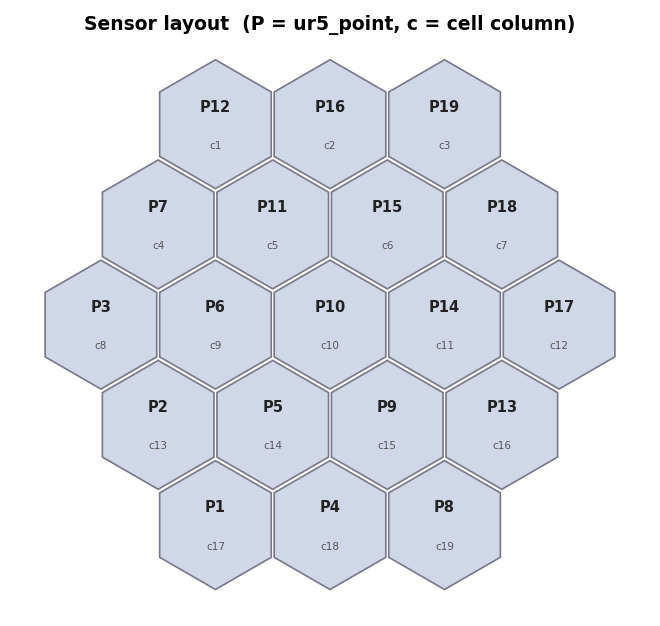 Sensor layout  (P = ur5_point, c = cell column)
P12 P16 P19
c1 c2 c3
P7 P11 P15 P18
c4 c5 c6 c7
P3 P6 P10 P14 P17
c8 c9 c10 c11 c12
P2 P5 P9 P13
c13 c14 c15 c16
P1 P4 P8
c17 c18 c19